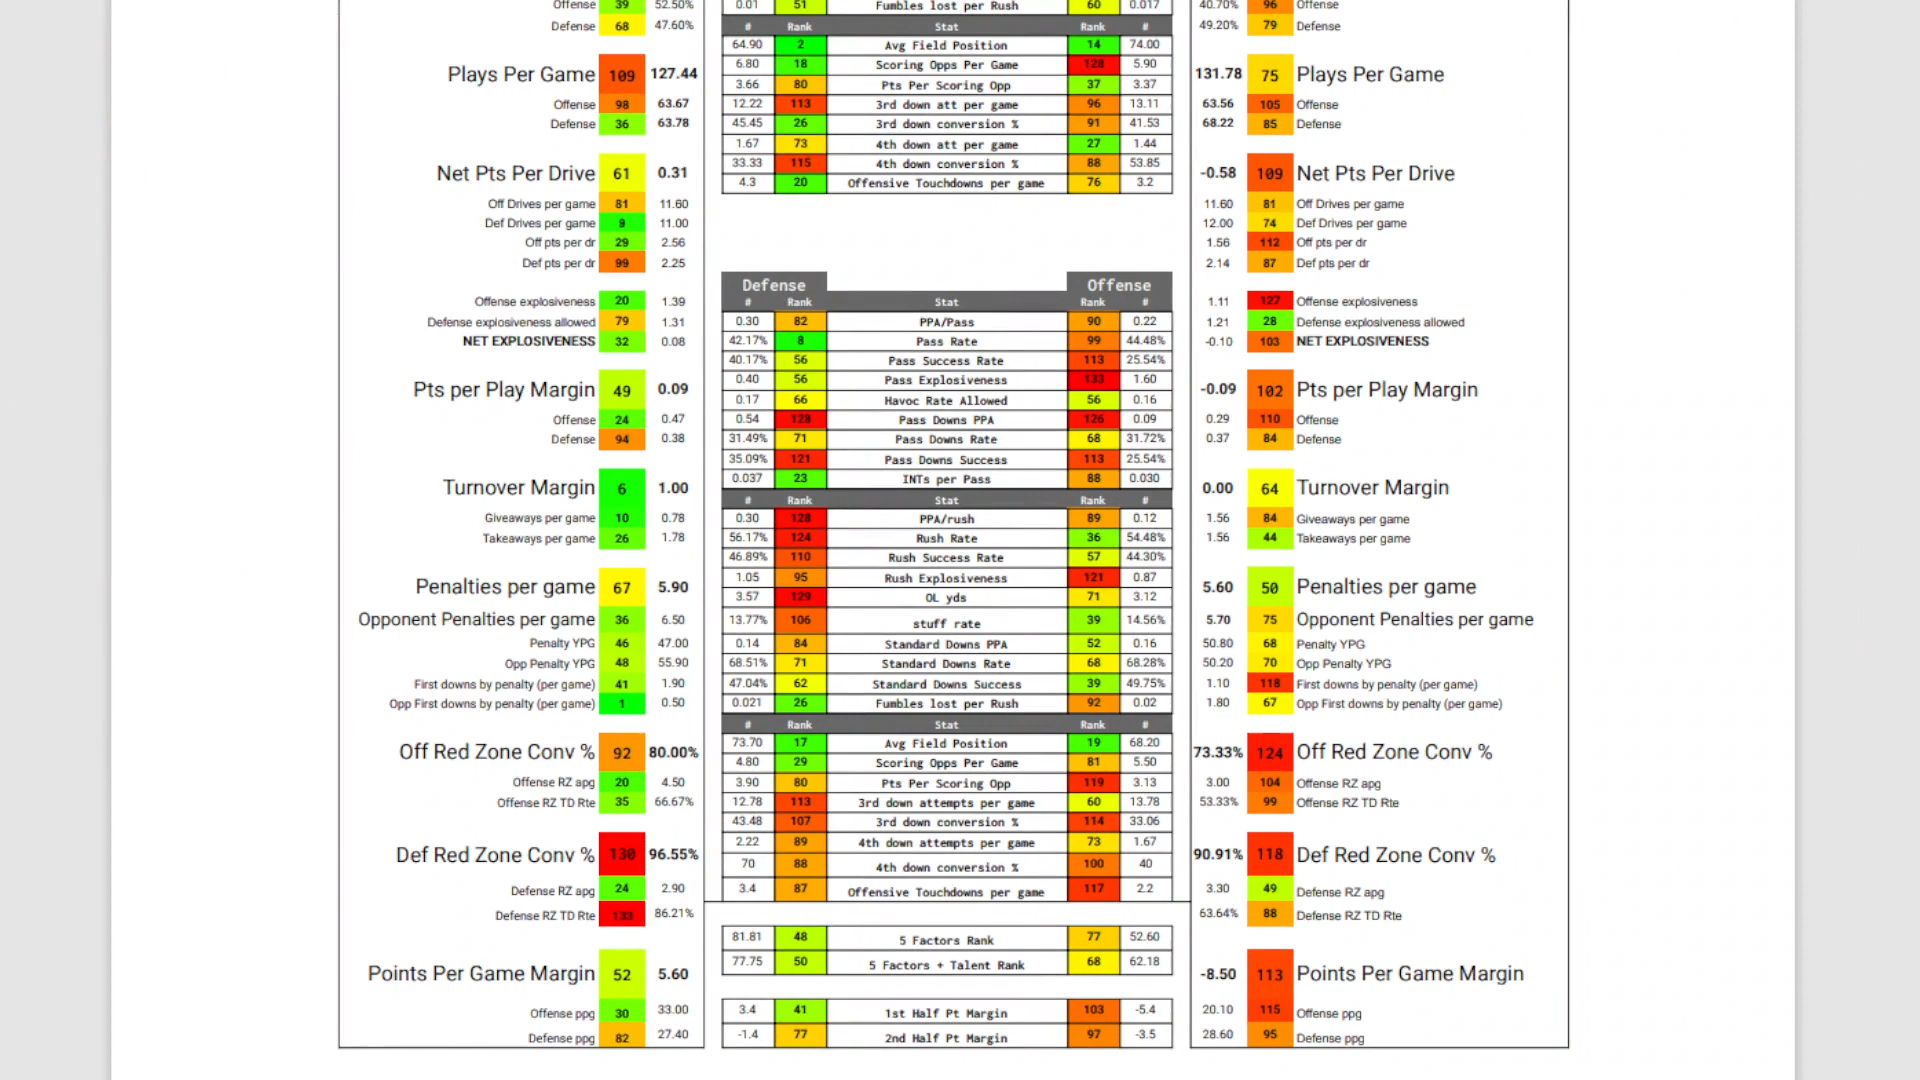 Offense 39 52.50%
Defense 68 47.60%
Plays Per Game 109 127.44
Offense 98 63.67
Defense 36 63.78
Net Pts Per Drive 61 0.31
Off Drives per game 81 11.60
Def Drives per game 9 11.00
Off pts per dr 29 2.56
Def pts per dr 99 2.25
Offense explosiveness 20 1.39
Defense explosiveness allowed 79 1.31
NET EXPLOSIVENESS 32 0.08
Pts per Play Margin 49 0.09
Offense 24 0.47
Defense 94 0.38
Turnover Margin 6 1.00
Giveaways per game 10 0.78
Takeaways per game 26 1.78
Penalties per game 67 5.90
Opponent Penalties per game 36 6.50
Penalty YPG 46 47.00
Opp Penalty YPG 48 55.90
First downs by penalty (per game) 41 1.90
Opp First downs by penalty (per game) 1 0.50
Off Red Zone Conv % 92 80.00%
Offense RZ apg 20 4.50
Offense RZ TD Rte 35 66.67%
Def Red Zone Conv % 130 96.55%
Defense RZ apg 24 2.90
Defense RZ TD Rte 133 86.21%
Points Per Game Margin 52 5.60
Offense ppg 30 33.00
Defense ppg 82 27.40
0.01 51 Fumbles lost per Rush 60 0.017
# Rank Stat Rank #
64.90 2 Avg Field Position 14 74.00
6.80 18 Scoring Opps Per Game 128 5.90
3.66 80 Pts Per Scoring Opp 37 3.37
12.22 113 3rd down att per game 96 13.11
45.45 26 3rd down conversion % 91 41.53
1.67 73 4th down att per game 27 1.44
33.33 115 4th down conversion % 88 53.85
4.3 20 Offensive Touchdowns per game 76 3.2
Defense Offense
# Rank Stat Rank #
0.30 82 PPA/Pass 90 0.22
42.17% 8 Pass Rate 99 44.48%
40.17% 56 Pass Success Rate 113 25.54%
0.40 56 Pass Explosiveness 133 1.60
0.17 66 Havoc Rate Allowed 56 0.16
0.54 128 Pass Downs PPA 126 0.09
31.49% 71 Pass Downs Rate 68 31.72%
35.09% 121 Pass Downs Success 113 25.54%
0.037 23 INTs per Pass 88 0.030
# Rank Stat Rank #
0.30 128 PPA/rush 89 0.12
56.17% 124 Rush Rate 36 54.48%
46.89% 110 Rush Success Rate 57 44.30%
1.05 95 Rush Explosiveness 121 0.87
3.57 129 OL yds 71 3.12
13.77% 106 stuff rate 39 14.56%
0.14 84 Standard Downs PPA 52 0.16
68.51% 71 Standard Downs Rate 68 68.28%
47.04% 62 Standard Downs Success 39 49.75%
0.021 26 Fumbles lost per Rush 92 0.02
# Rank Stat Rank #
73.70 17 Avg Field Position 19 68.20
4.80 29 Scoring Opps Per Game 81 5.50
3.90 80 Pts Per Scoring Opp 119 3.13
12.78 113 3rd down attempts per game 60 13.78
43.48 107 3rd down conversion % 114 33.06
2.22 89 4th down attempts per game 73 1.67
70 88 4th down conversion % 100 40
3.4 87 Offensive Touchdowns per game 117 2.2
81.81 48 5 Factors Rank 77 52.60
77.75 50 5 Factors + Talent Rank 68 62.18
3.4 41 1st Half Pt Margin 103 -5.4
-1.4 77 2nd Half Pt Margin 97 -3.5
40.70% 96 Offense
49.20% 79 Defense
131.78 75 Plays Per Game
63.56 105 Offense
68.22 85 Defense
-0.58 109 Net Pts Per Drive
11.60 81 Off Drives per game
12.00 74 Def Drives per game
1.56 112 Off pts per dr
2.14 87 Def pts per dr
1.11 127 Offense explosiveness
1.21 28 Defense explosiveness allowed
-0.10 103 NET EXPLOSIVENESS
-0.09 102 Pts per Play Margin
0.29 110 Offense
0.37 84 Defense
0.00 64 Turnover Margin
1.56 84 Giveaways per game
1.56 44 Takeaways per game
5.60 50 Penalties per game
5.70 75 Opponent Penalties per game
50.80 68 Penalty YPG
50.20 70 Opp Penalty YPG
1.10 118 First downs by penalty (per game)
1.80 67 Opp First downs by penalty (per game)
73.33% 124 Off Red Zone Conv %
3.00 104 Offense RZ apg
53.33% 99 Offense RZ TD Rte
90.91% 118 Def Red Zone Conv %
3.30 49 Defense RZ apg
63.64% 88 Defense RZ TD Rte
-8.50 113 Points Per Game Margin
20.10 115 Offense ppg
28.60 95 Defense ppg